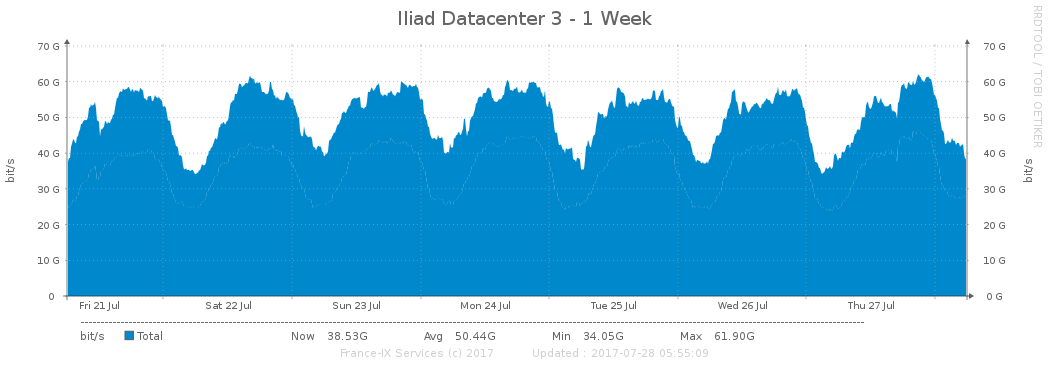 Iliad Datacenter 3 - 1 Week
RRDTOOL / TOBI OETIKER
bit/s
70 G 70 G
60 G 60 G
50 G 50 G
40 G 40 G
30 G 30 G
20 G 20 G
10 G 10 G
0 0 G
bit/s
Fri 21 Jul Sat 22 Jul Sun 23 Jul Mon 24 Jul Tue 25 Jul Wed 26 Jul Thu 27 Jul
bit/s Total Now 38.53G Avg 50.44G Min 34.05G Max 61.90G
France-IX Services (c) 2017 Updated : 2017-07-28 05:55:09